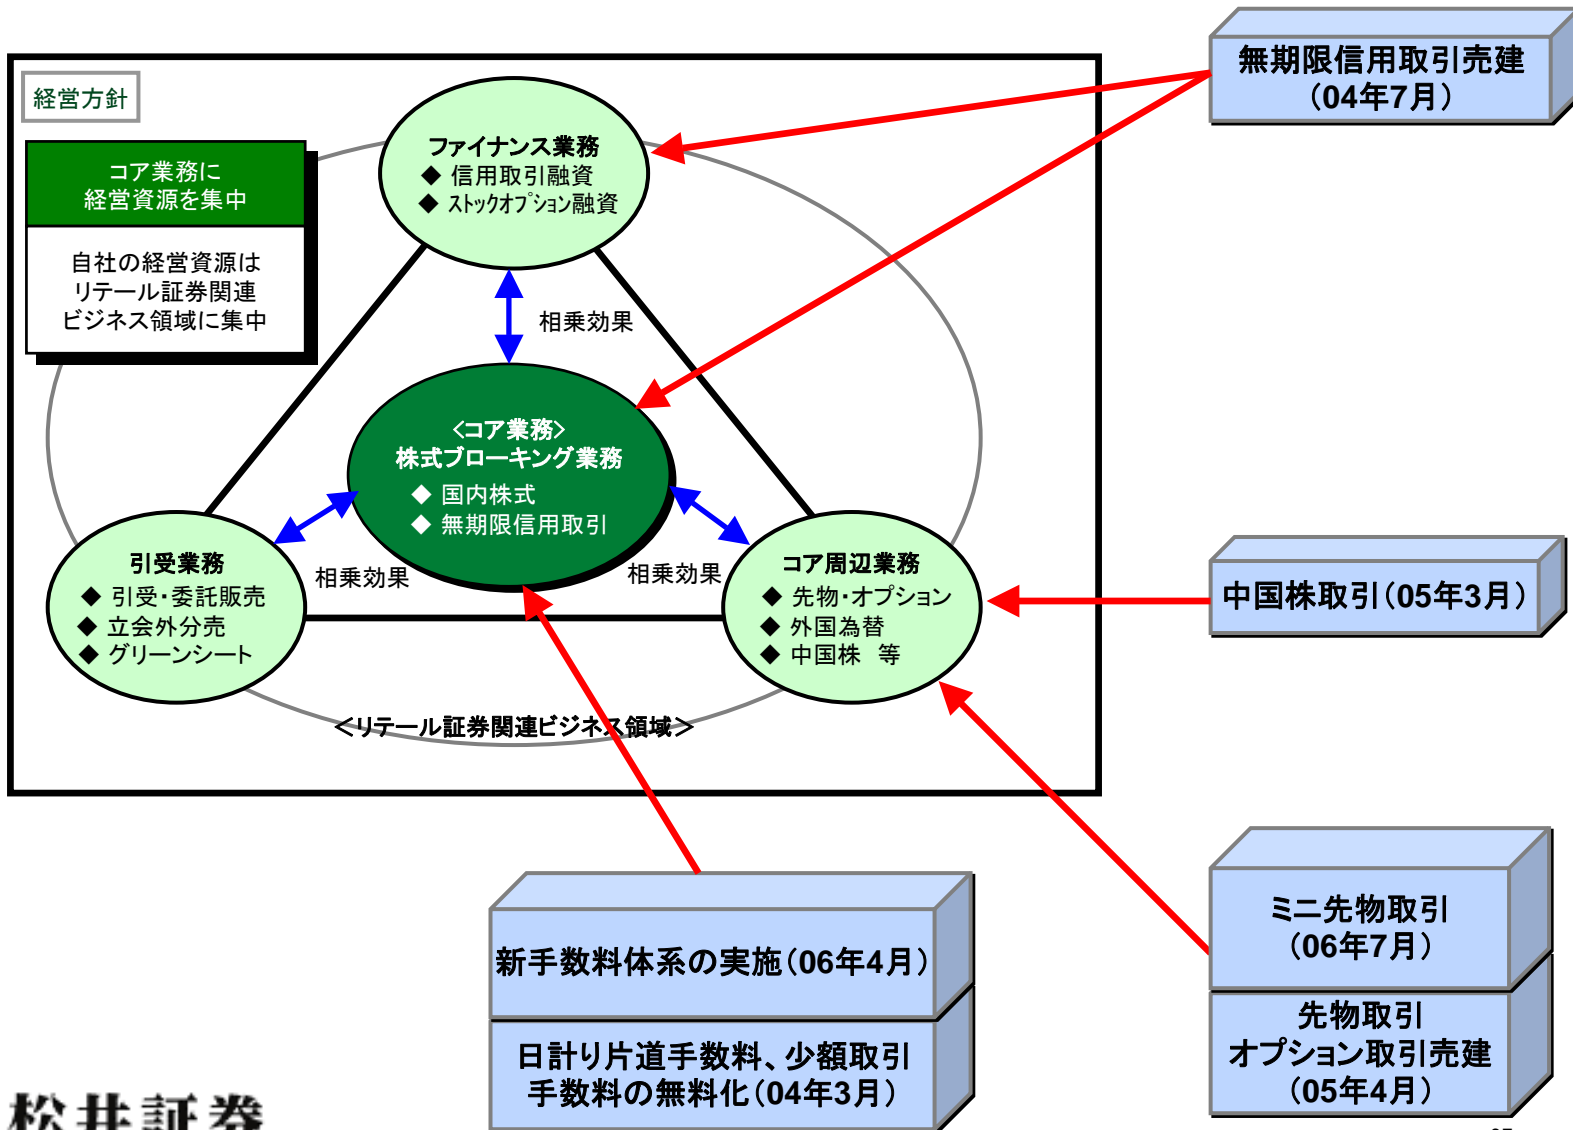 経営方針
コア業務に
経営資源を集中
自社の経営資源は
リテール証券関連
ビジネス領域に集中
ファイナンス業務
◆ 信用取引融資
◆ ストックオプション融資
相乗効果
<コア業務>
株式ブローキング業務
◆ 国内株式
◆ 無期限信用取引
引受業務
◆ 引受・委託販売
◆ 立会外分売
◆ グリーンシート
相乗効果
相乗効果
コア周辺業務
◆ 先物・オプション
◆ 外国為替
◆ 中国株 等
<リテール証券関連ビジネス領域>
無期限信用取引売建
(04年7月)
中国株取引(05年3月)
ミニ先物取引
(06年7月)
先物取引
オプション取引売建
(05年4月)
新手数料体系の実施(06年4月)
日計り片道手数料、少額取引
手数料の無料化(04年3月)
松井証券